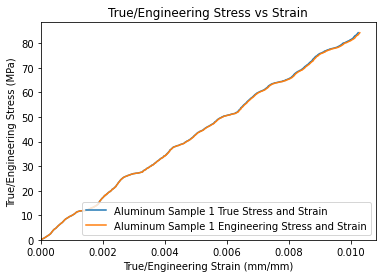 True/Engineering Stress vs Strain
True/Engineering Stress (MPa)
80
70
60
50
40
30
20
10
0
Aluminum Sample 1 True Stress and Strain
Aluminum Sample 1 Engineering Stress and Strain
0.000 0.002 0.004 0.006 0.008 0.010
True/Engineering Strain (mm/mm)